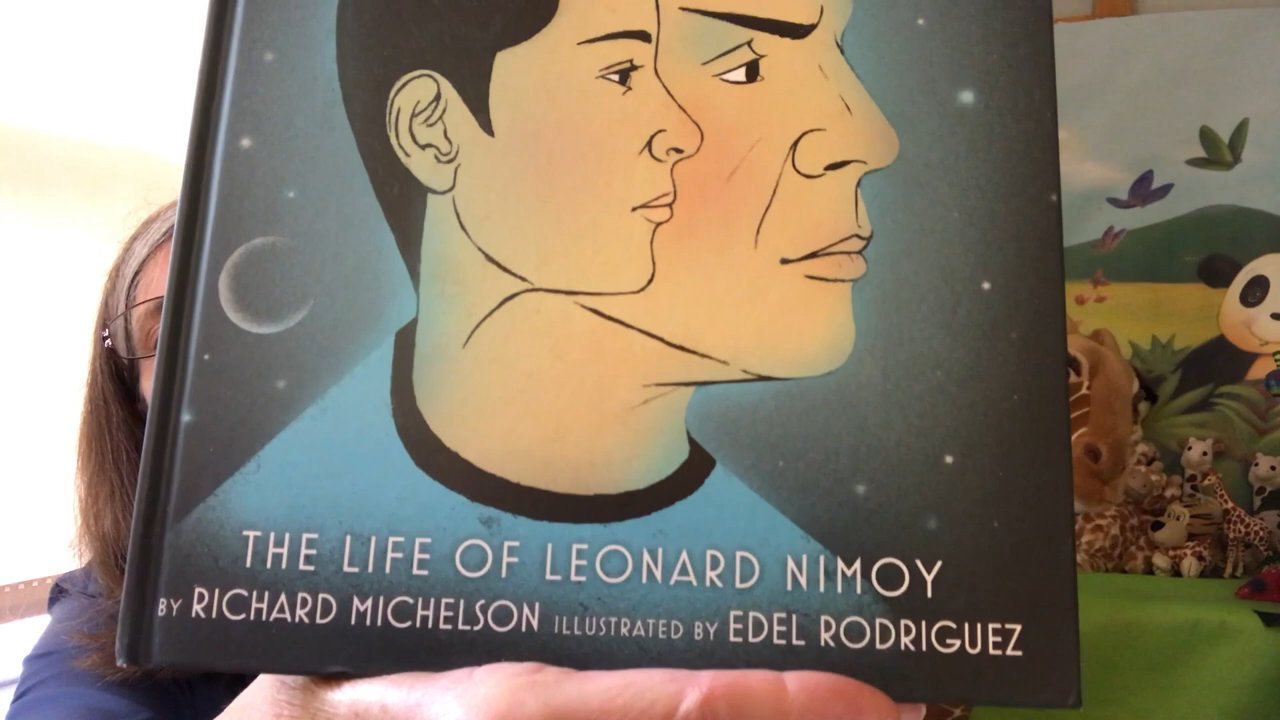 THE LIFE OF LEONARD NIMOY
BY RICHARD MICHELSON ILLUSTRATED BY EDEL RODRIGUEZ